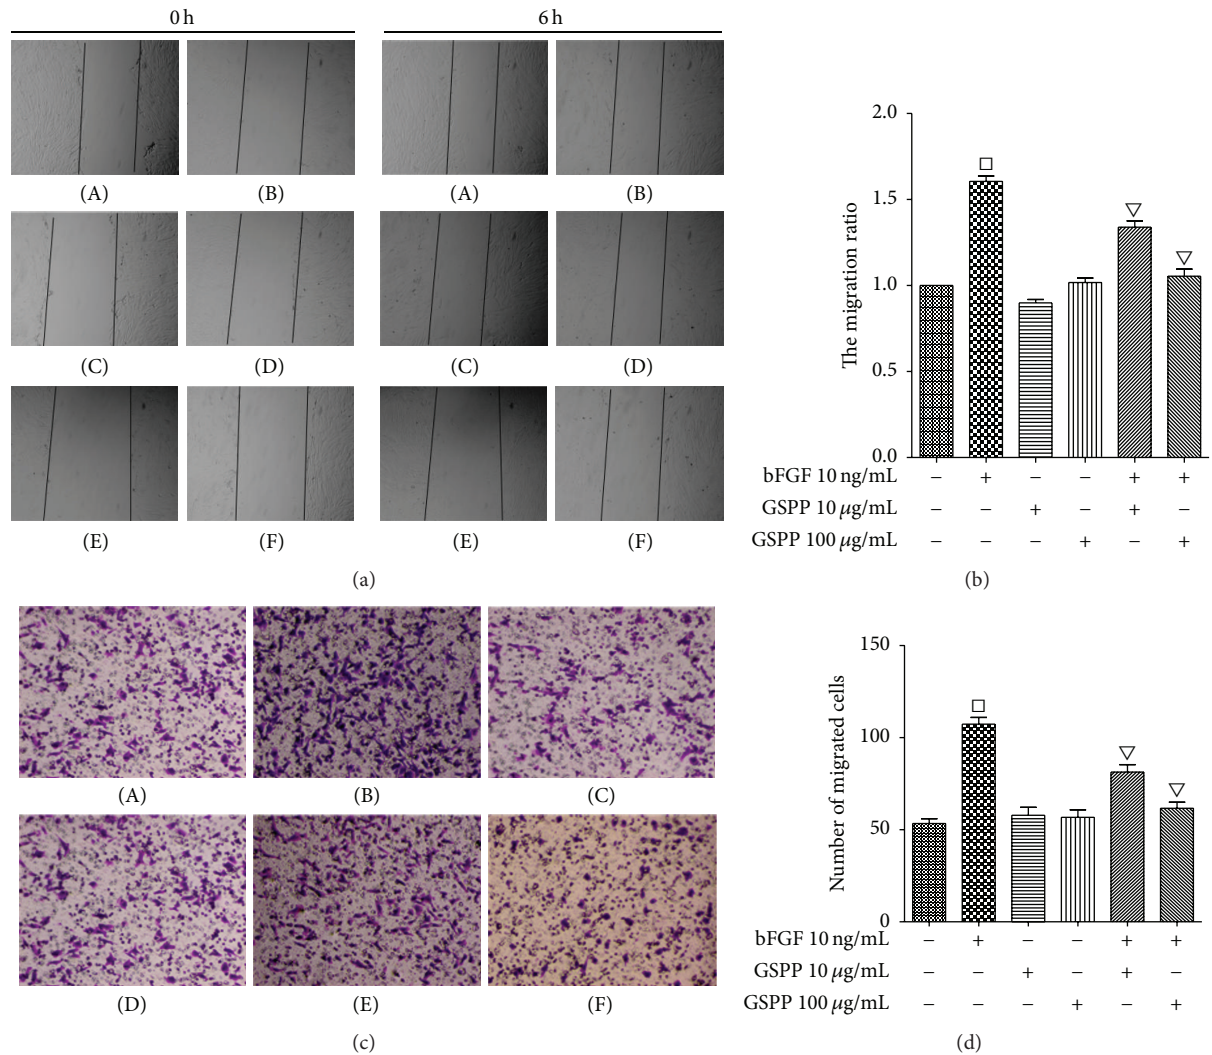 0 h 6 h
(A) (B) (A) (B)
(C) (D) (C) (D)
(E) (F) (E) (F)
(a)
The migration ratio
2.0
1.5
1.0
0.5
0.0
bFGF 10 ng/mL − + − − + +
GSPP 10 μg/mL − − + − + −
GSPP 100 μg/mL − − − + − +
(b)
(A) (B) (C)
(D) (E) (F)
(c)
Number of migrated cells
150
100
50
0
bFGF 10 ng/mL − + − − + +
GSPP 10 μg/mL − − + − + −
GSPP 100 μg/mL − − − + − +
(d)